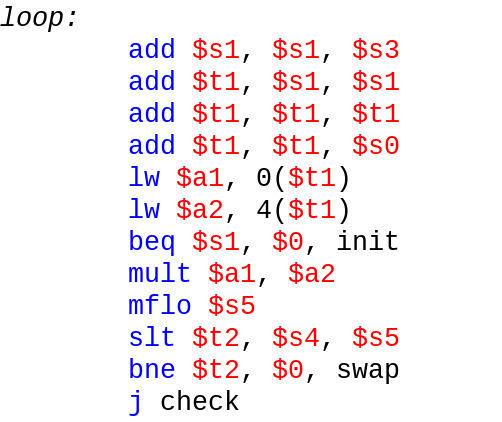 loop:
add $s1, $s1, $s3
add $t1, $s1, $s1
add $t1, $t1, $t1
add $t1, $t1, $s0
lw $a1, 0($t1)
lw $a2, 4($t1)
beq $s1, $0, init
mult $a1, $a2
mflo $s5
slt $t2, $s4, $s5
bne $t2, $0, swap
j check